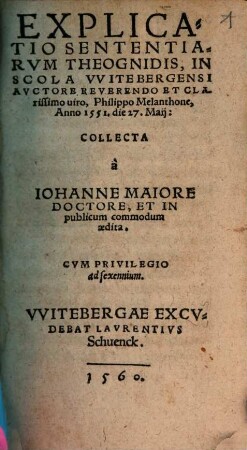 EXPLICA-
TIO SENTENTIA-
RVM THEOGNIDIS, IN
SCOLA VVITEBERGENSI
AVCTORE REVERENDO ET CLA-
rissimo uiro, Philippo Melanthone,
Anno 1551. die 27. Maij:
COLLECTA
à
IOHANNE MAIORE
DOCTORE, ET IN
publicum commodum
ædita.
CVM PRIVILEGIO
ad sexennium.
VVITEBERGAE EXCV-
DEBAT LAVRENTIVS
Schuenck.
1560.